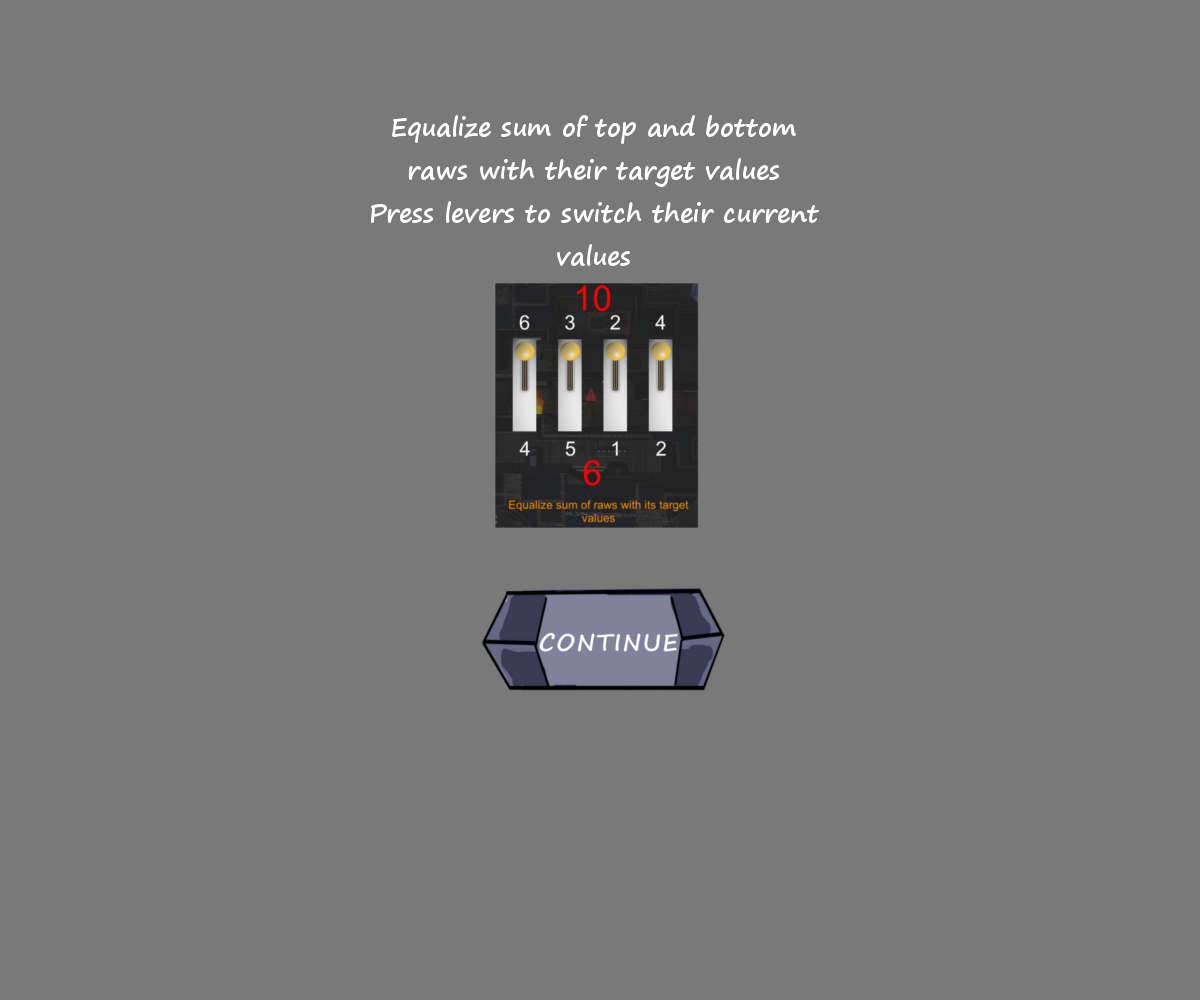 Equalize sum of top and bottom
raws with their target values
Press levers to switch their current
values
10
6 3 2 4
4 5 1 2
6
Equalize sum of raws with its target
values
CONTINUE